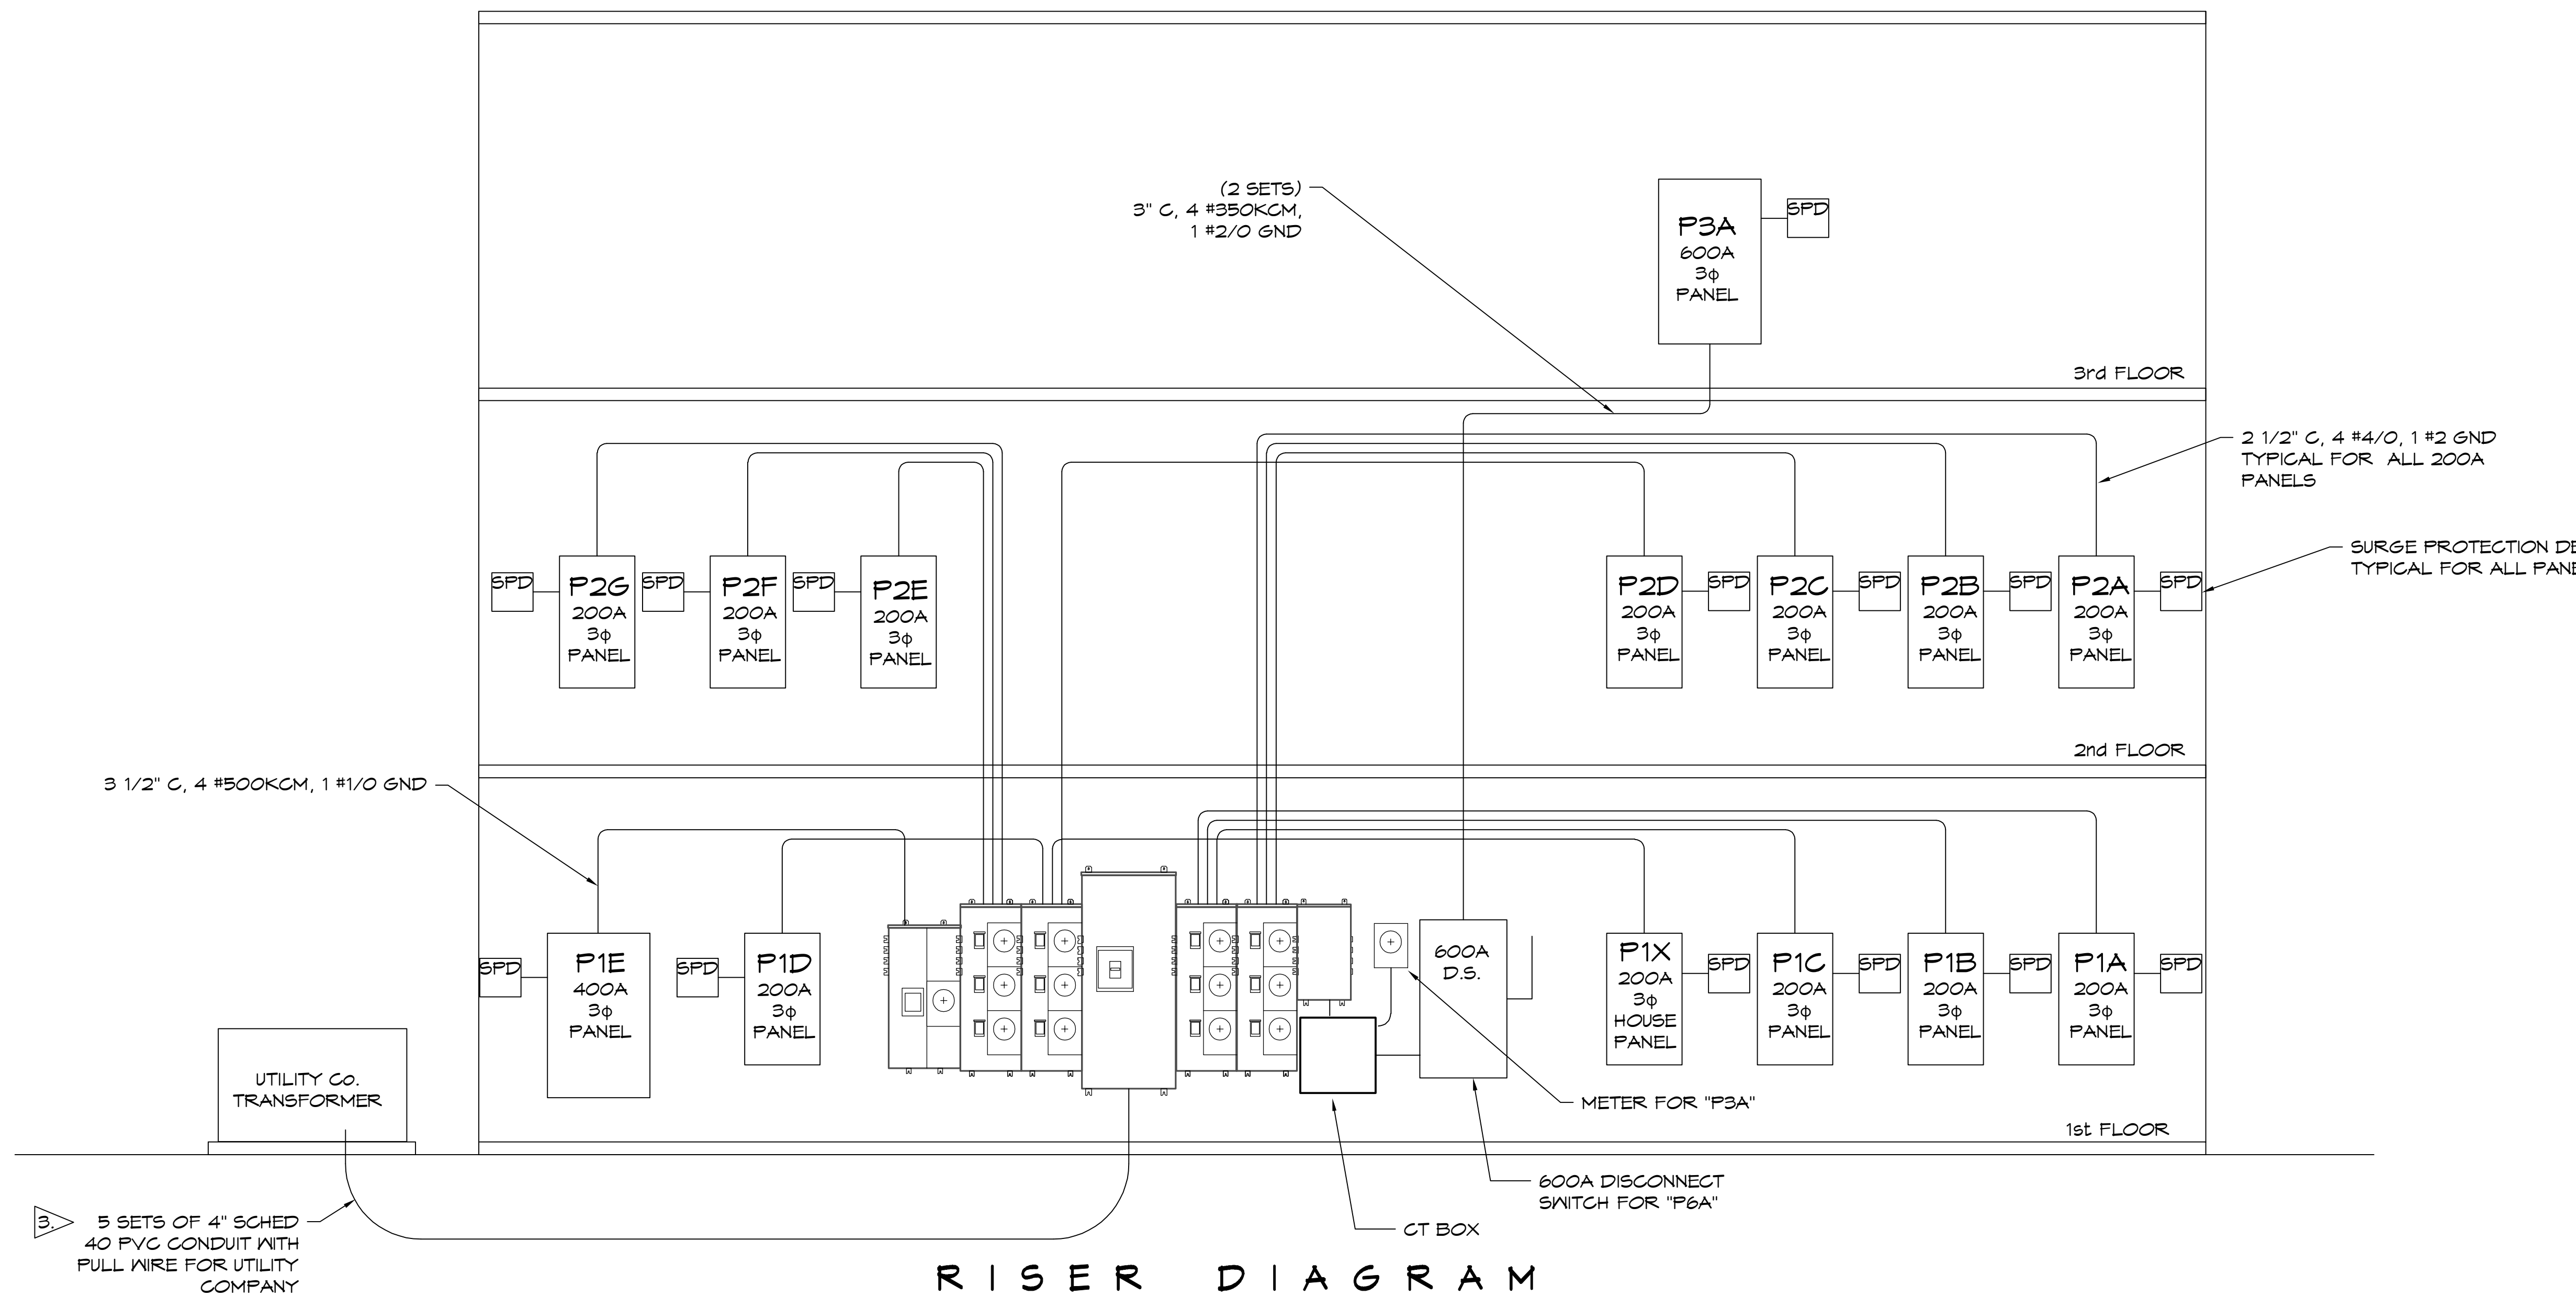 (2 SETS)
3" C, 4 #350KCM,
1 #2/0 GND
P3A
600A
3ϕ
PANEL
SPD
3rd FLOOR
2 1/2" C, 4 #4/0, 1 #2 GND
TYPICAL FOR ALL 200A
PANELS
SURGE PROTECTION
TYPICAL FOR ALL
SPD
P2G
200A
3ϕ
PANEL
SPD
P2F
200A
3ϕ
PANEL
SPD
P2E
200A
3ϕ
PANEL
P2D
200A
3ϕ
PANEL
SPD
P2C
200A
3ϕ
PANEL
SPD
P2B
200A
3ϕ
PANEL
SPD
P2A
200A
3ϕ
PANEL
SPD
2nd FLOOR
3 1/2" C, 4 #500KCM, 1 #1/0 GND
SPD
P1E
400A
3ϕ
PANEL
SPD
P1D
200A
3ϕ
PANEL
600A
D.S.
P1X
200A
3ϕ
HOUSE
PANEL
SPD
P1C
200A
3ϕ
PANEL
SPD
P1B
200A
3ϕ
PANEL
SPD
P1A
200A
3ϕ
PANEL
SPD
UTILITY Co.
TRANSFORMER
METER FOR "P3A"
1st FLOOR
600A DISCONNECT
SWITCH FOR "P6A"
CT BOX
3.
5 SETS OF 4" SCHED
40 PVC CONDUIT WITH
PULL WIRE FOR UTILITY
COMPANY
RISER DIAGRAM